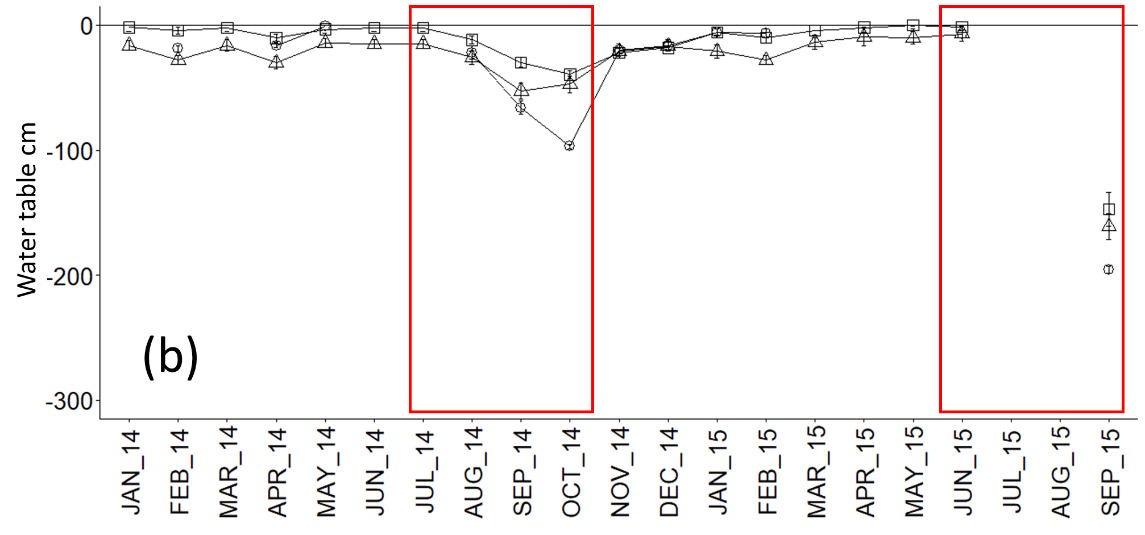 Water table cm
0
-100
-200
-300
(b)
JAN_14
FEB_14
MAR_14
APR_14
MAY_14
JUN_14
JUL_14
AUG_14
SEP_14
OCT_14
NOV_14
DEC_14
JAN_15
FEB_15
MAR_15
APR_15
MAY_15
JUN_15
JUL_15
AUG_15
SEP_15